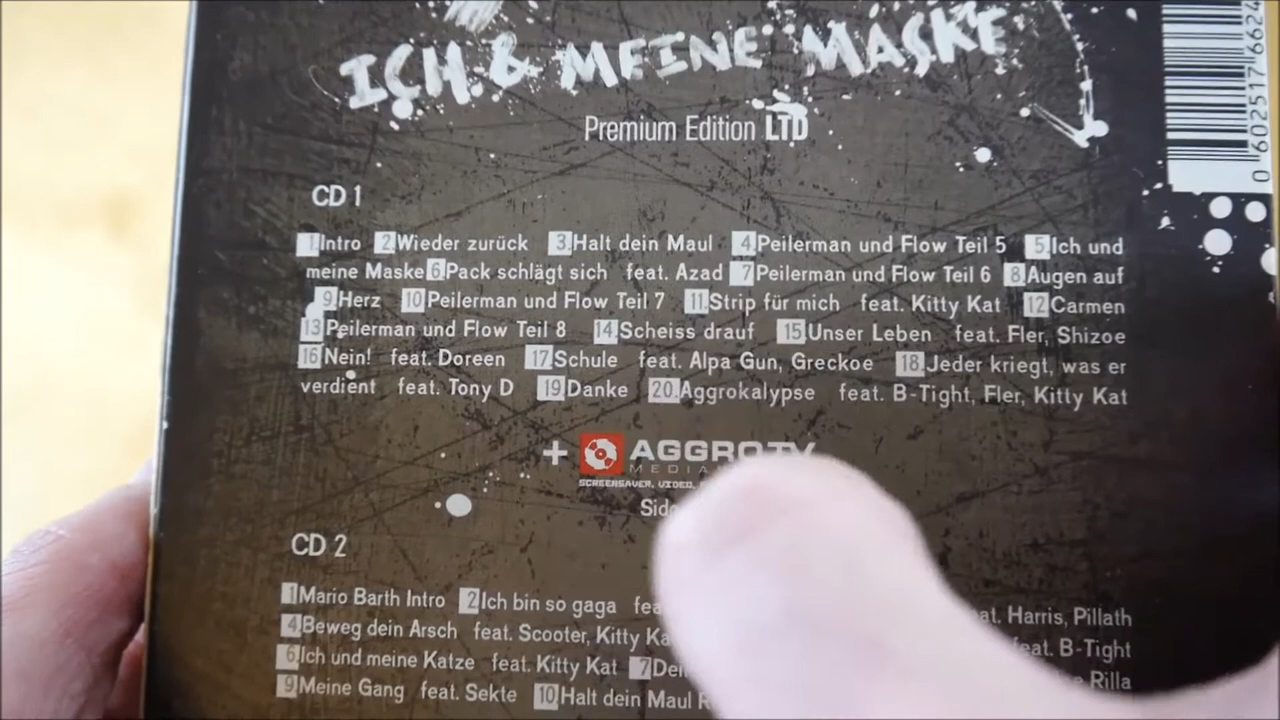 ICH & MEINE MASKE
Premium Edition LTD
0 602517 6624
CD 1
1. Intro 2 Wieder zurück 3. Halt dein Maul 4. Peilerman und Flow Teil 5 5. Ich und
meine Maske 6 Pack schlägt sich feat. Azad 7 Peilerman und Flow Teil 6 8 Augen auf
9 Herz 10 Peilerman und Flow Teil 7 11. Strip für mich feat. Kitty Kat 12 Carmen
13 Peilerman und Flow Teil 8 14. Scheiss drauf 15. Unser Leben feat. Fler, Shizoe
16 Nein! feat. Doreen 17 Schule feat. Alpa Gun, Greckoe 18. Jeder kriegt, was er
verdient feat. Tony D 19 Danke 20. Aggrokalypse feat. B-Tight, Fler, Kitty Kat
+ AGGRO.TV
MEDIA
SCREENSAVER, VIDEO,
CD 2
1 Mario Barth Intro 2 Ich bin so gaga feat. Harris, Pillath
4. Beweg dein Arsch feat. Scooter, Kitty feat. B-Tight
6. Ich und meine Katze feat. Kitty Kat 7 Rilla
9 Meine Gang feat. Sekte 10 Halt dein Maul